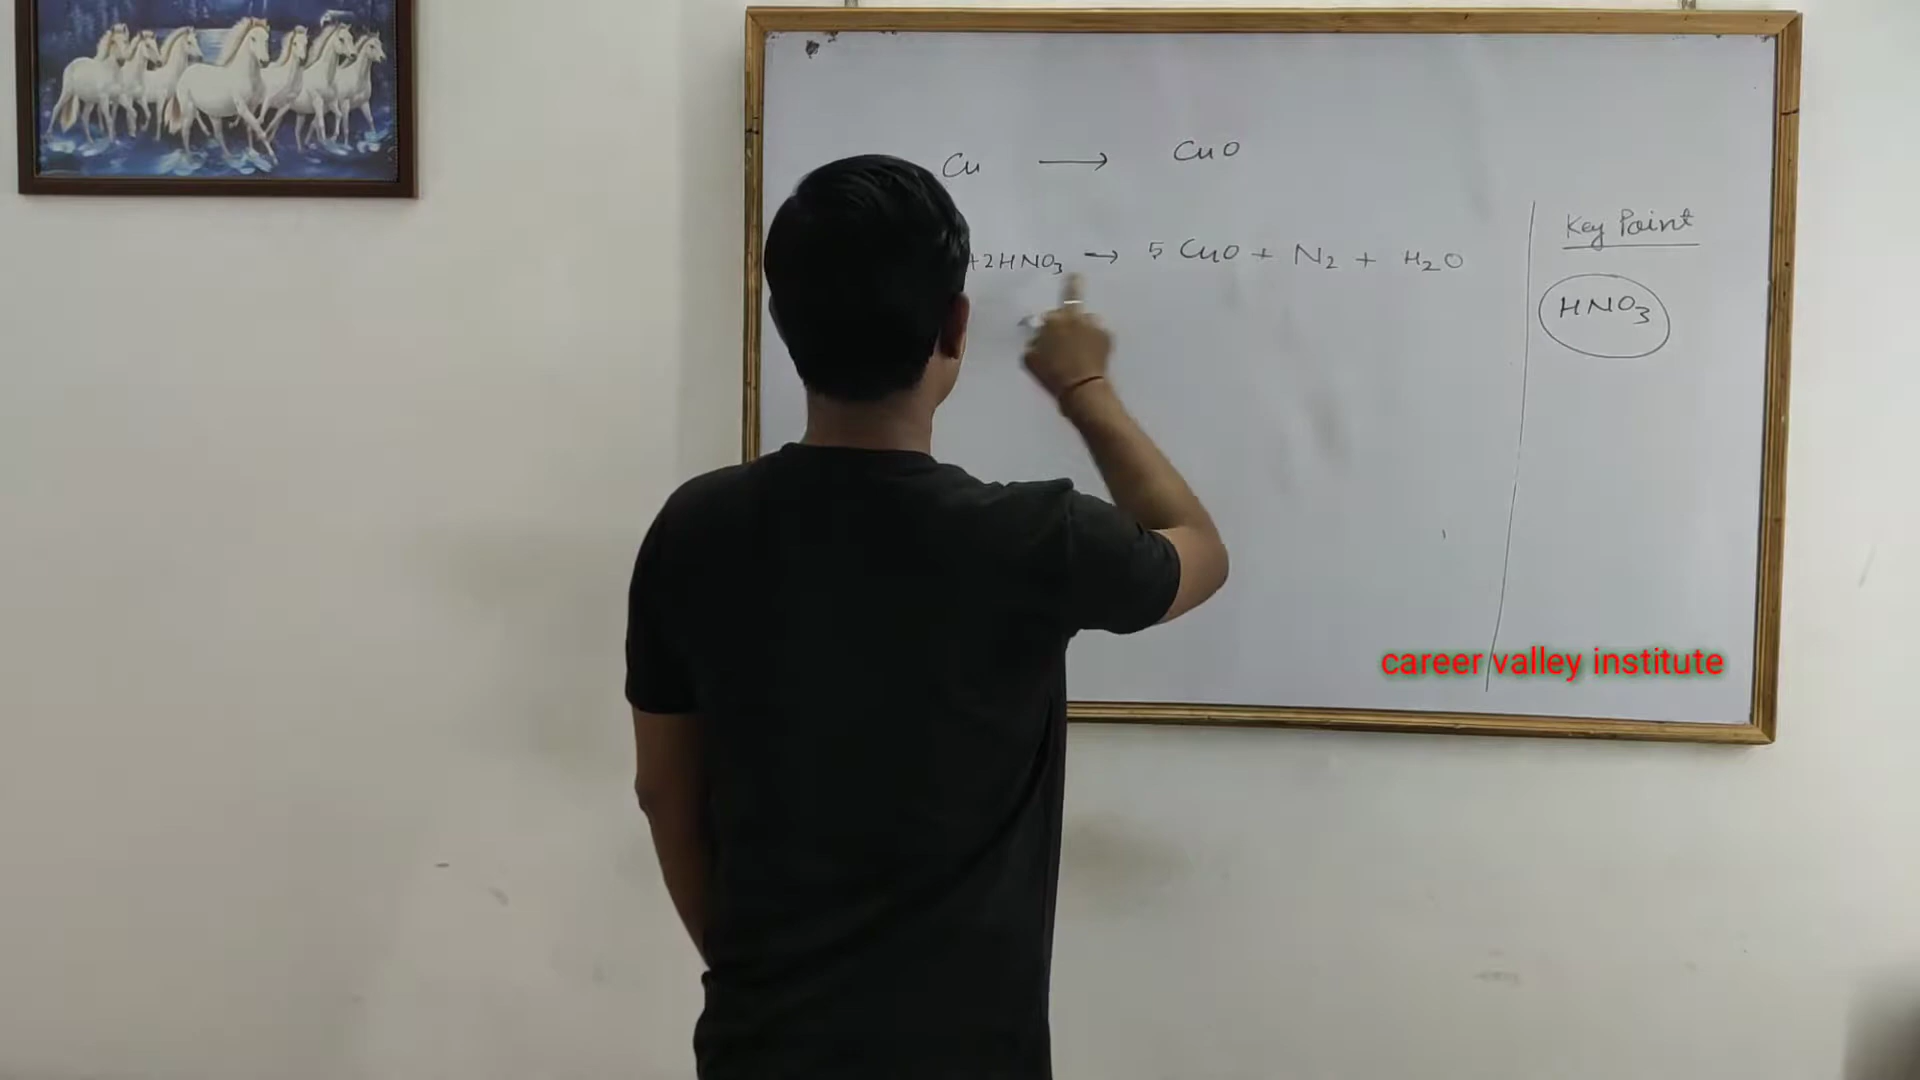 Cu → CuO
+2HNO₃ → 5 CuO + N₂ + H₂O
Key Point
HNO₃
career valley institute